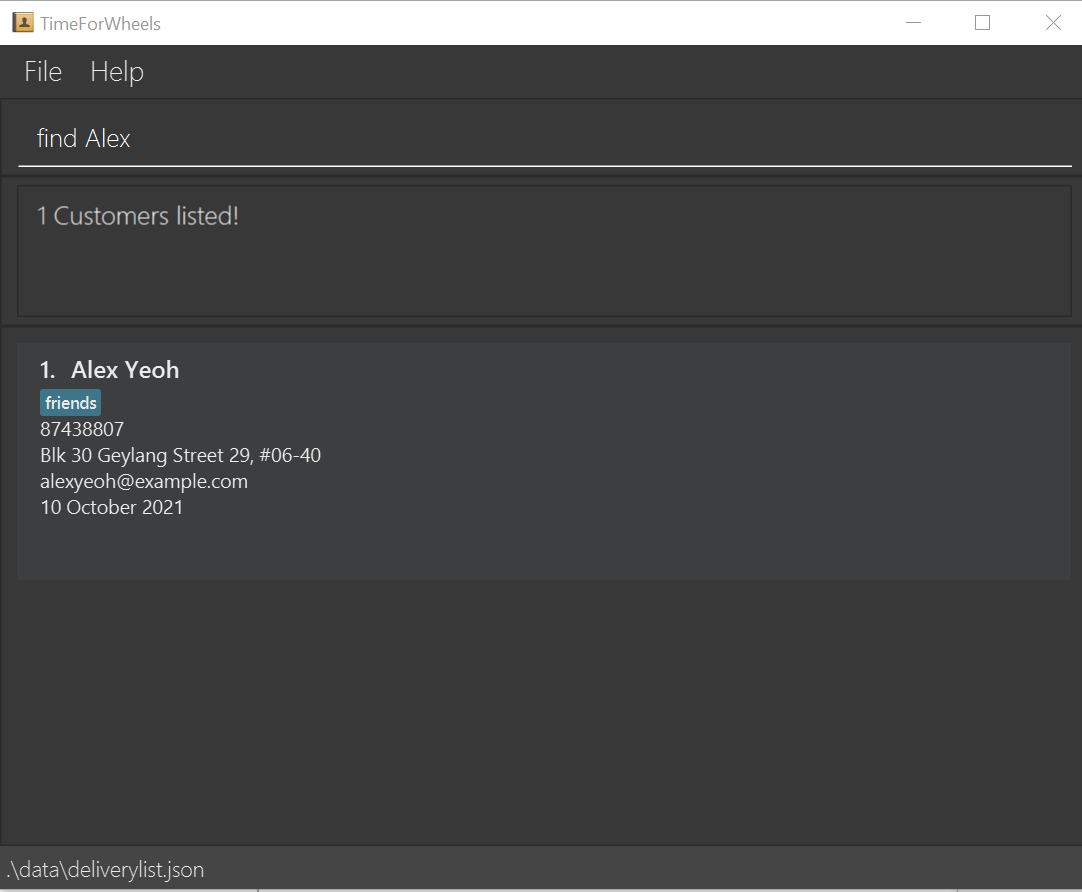 TimeForWheels
File Help
find Alex
1 Customers listed!
1. Alex Yeoh
friends
87438807
Blk 30 Geylang Street 29, #06-40
alexyeoh@example.com
10 October 2021
.\data\deliverylist.json